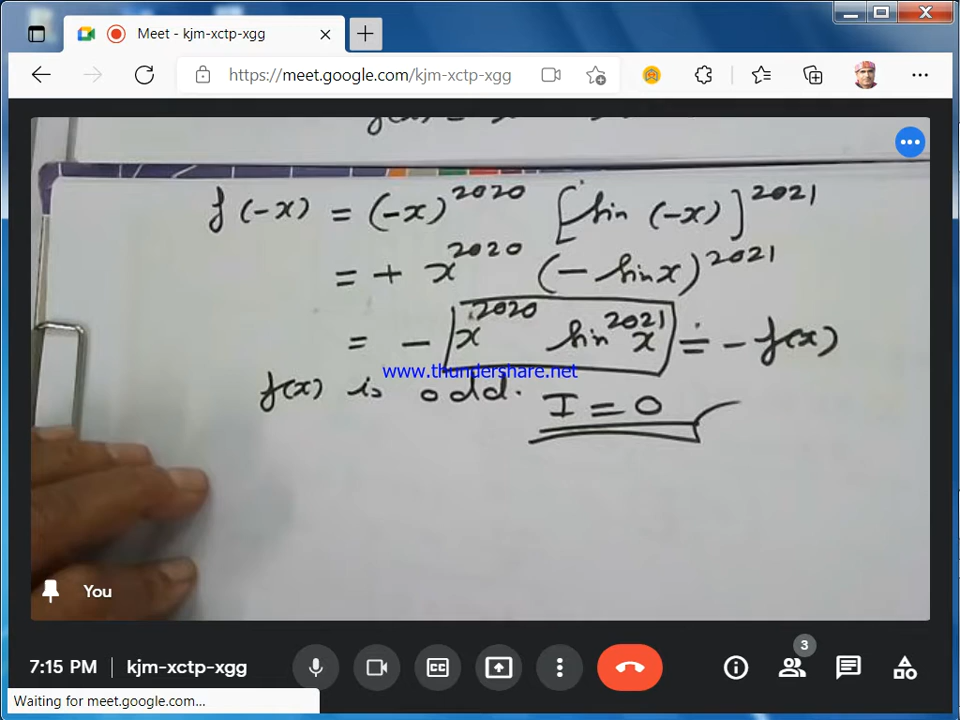 Meet - kjm-xctp-xgg
https://meet.google.com/kjm-xctp-xgg
f(-x) = (-x)^2020 [sin (-x)]^2021
= + x^2020 (- sinx)^2021
= - x^2020 sin^2021 x = - f(x)
www.thundershare.net
f(x) is odd. I = 0
You
7:15 PM | kjm-xctp-xgg
CC
3
Waiting for meet.google.com...